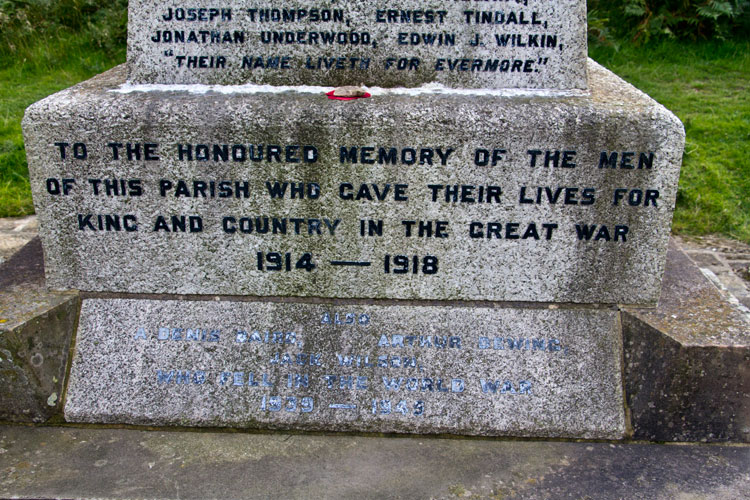 JOSEPH THOMPSON, ERNEST TINDALL,
JONATHAN UNDERWOOD, EDWIN J. WILKIN,
"THEIR NAME LIVETH FOR EVERMORE."
TO THE HONOURED MEMORY OF THE MEN
OF THIS PARISH WHO GAVE THEIR LIVES FOR
KING AND COUNTRY IN THE GREAT WAR
1914 — 1918
ALSO
A. DENIS ARTHUR
JACK WILSON,
WHO FELL IN THE WORLD WAR
1939 — 1945